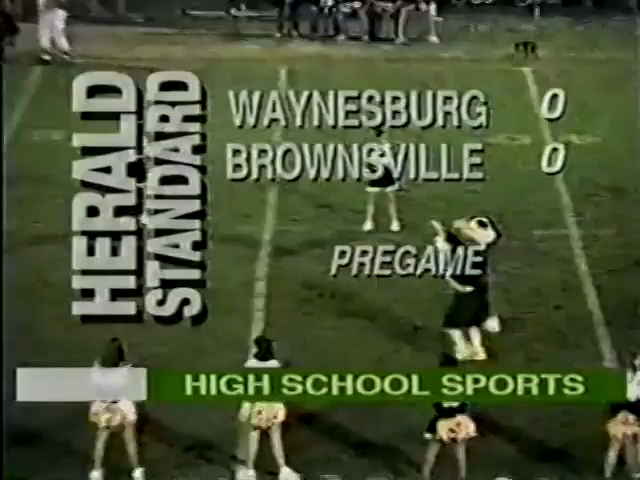 HERALD
STANDARD
WAYNESBURG 0
BROWNSVILLE 0
PREGAME
HIGH SCHOOL SPORTS